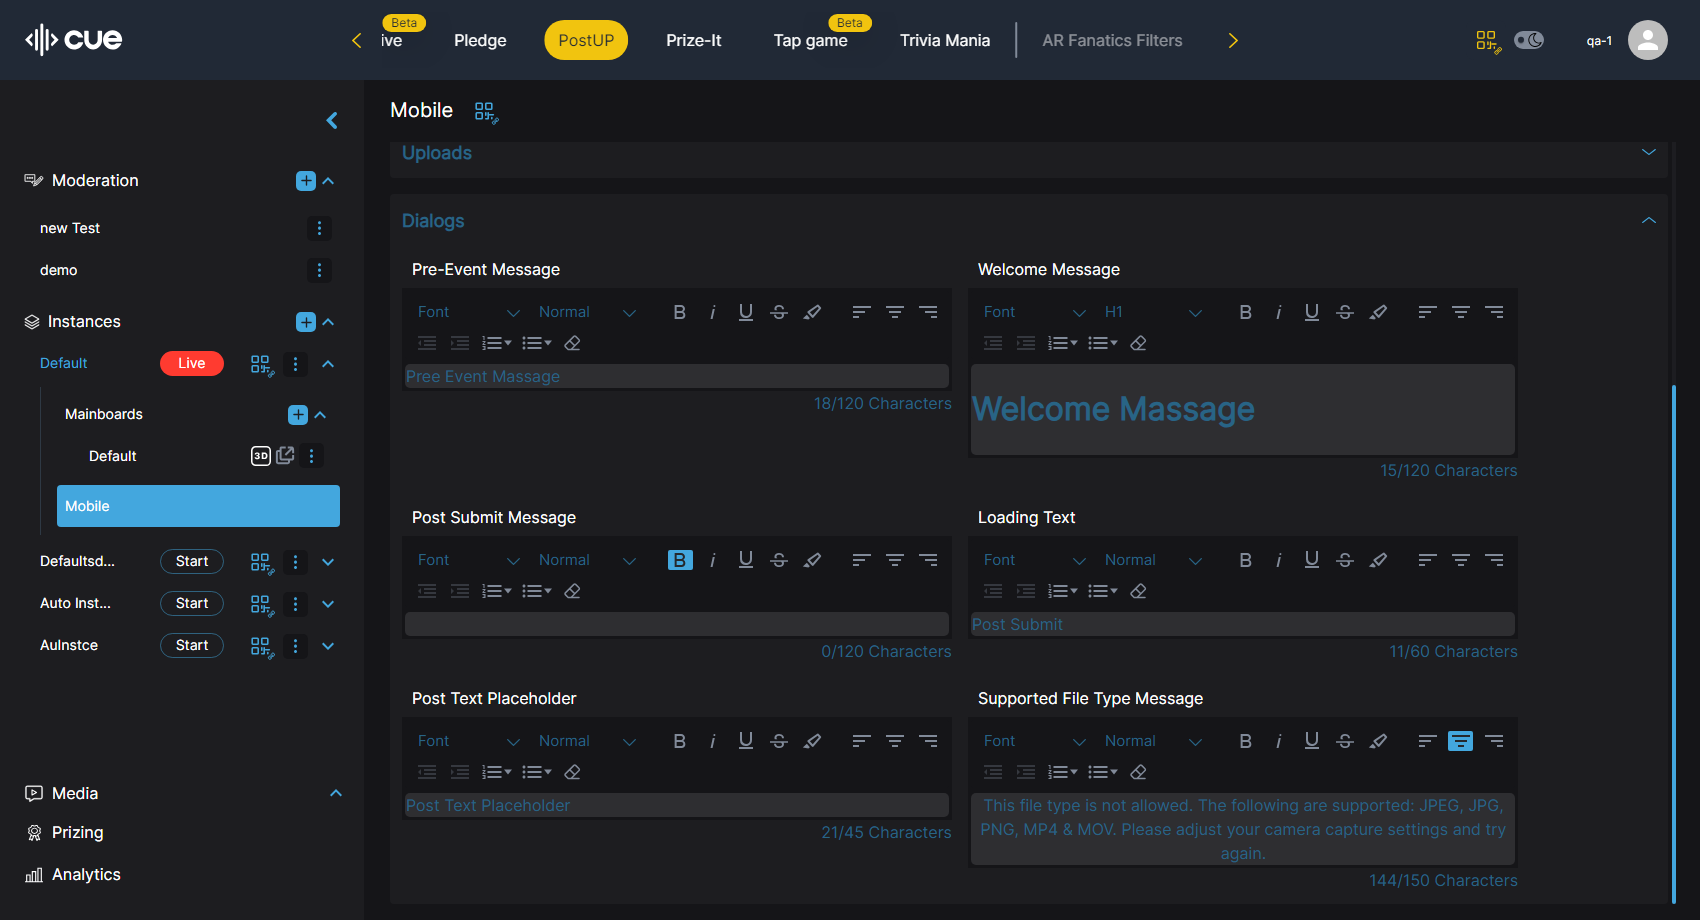 cue
ive
Beta
Pledge
PostUP
Prize-It
Tap game
Beta
Trivia Mania
AR Fanatics Filters
qa-1
Moderation
new Test
demo
Instances
Default
Live
Mainboards
Default
3D
Mobile
Defaultsd...
Start
Auto Inst...
Start
AuInstce
Start
Media
Prizing
Analytics
Mobile
Uploads
Dialogs
Pre-Event Message
Font
Normal
B
i
U
S
Pree Event Massage
18/120 Characters
Welcome Message
Font
H1
B
i
U
S
Welcome Massage
15/120 Characters
Post Submit Message
Font
Normal
B
i
U
S
0/120 Characters
Loading Text
Font
Normal
B
i
U
S
Post Submit
11/60 Characters
Post Text Placeholder
Font
Normal
B
i
U
S
Post Text Placeholder
21/45 Characters
Supported File Type Message
Font
Normal
B
i
U
S
This file type is not allowed. The following are supported: JPEG, JPG,
PNG, MP4 & MOV. Please adjust your camera capture settings and try
again.
144/150 Characters